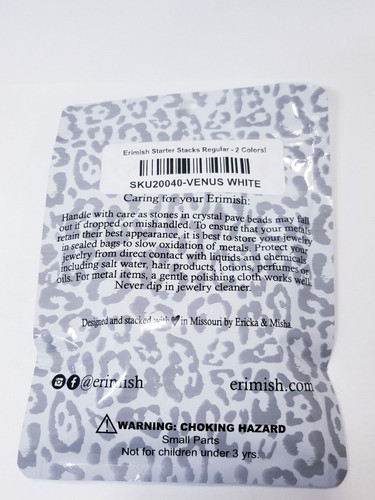 Erimish Starter Stacks Regular - 2 Colors!
SKU20040-VENUS WHITE
Caring for your Erimish:
Handle with care as stones in crystal pave beads may fall
out if dropped or mishandled. To ensure that your metals
retain their best appearance, it is best to store your jewelry
in sealed bags to slow oxidation of metals. Protect your
jewelry from direct contact with liquids and chemicals
including salt water, hair products, lotions, perfumes or
oils. For metal items, a gentle polishing cloth works well.
Never dip in jewelry cleaner.
Designed and stacked with ♥ in Missouri by Ericka & Misha
@erimish
erimish.com
WARNING: CHOKING HAZARD
Small Parts
Not for children under 3 yrs.